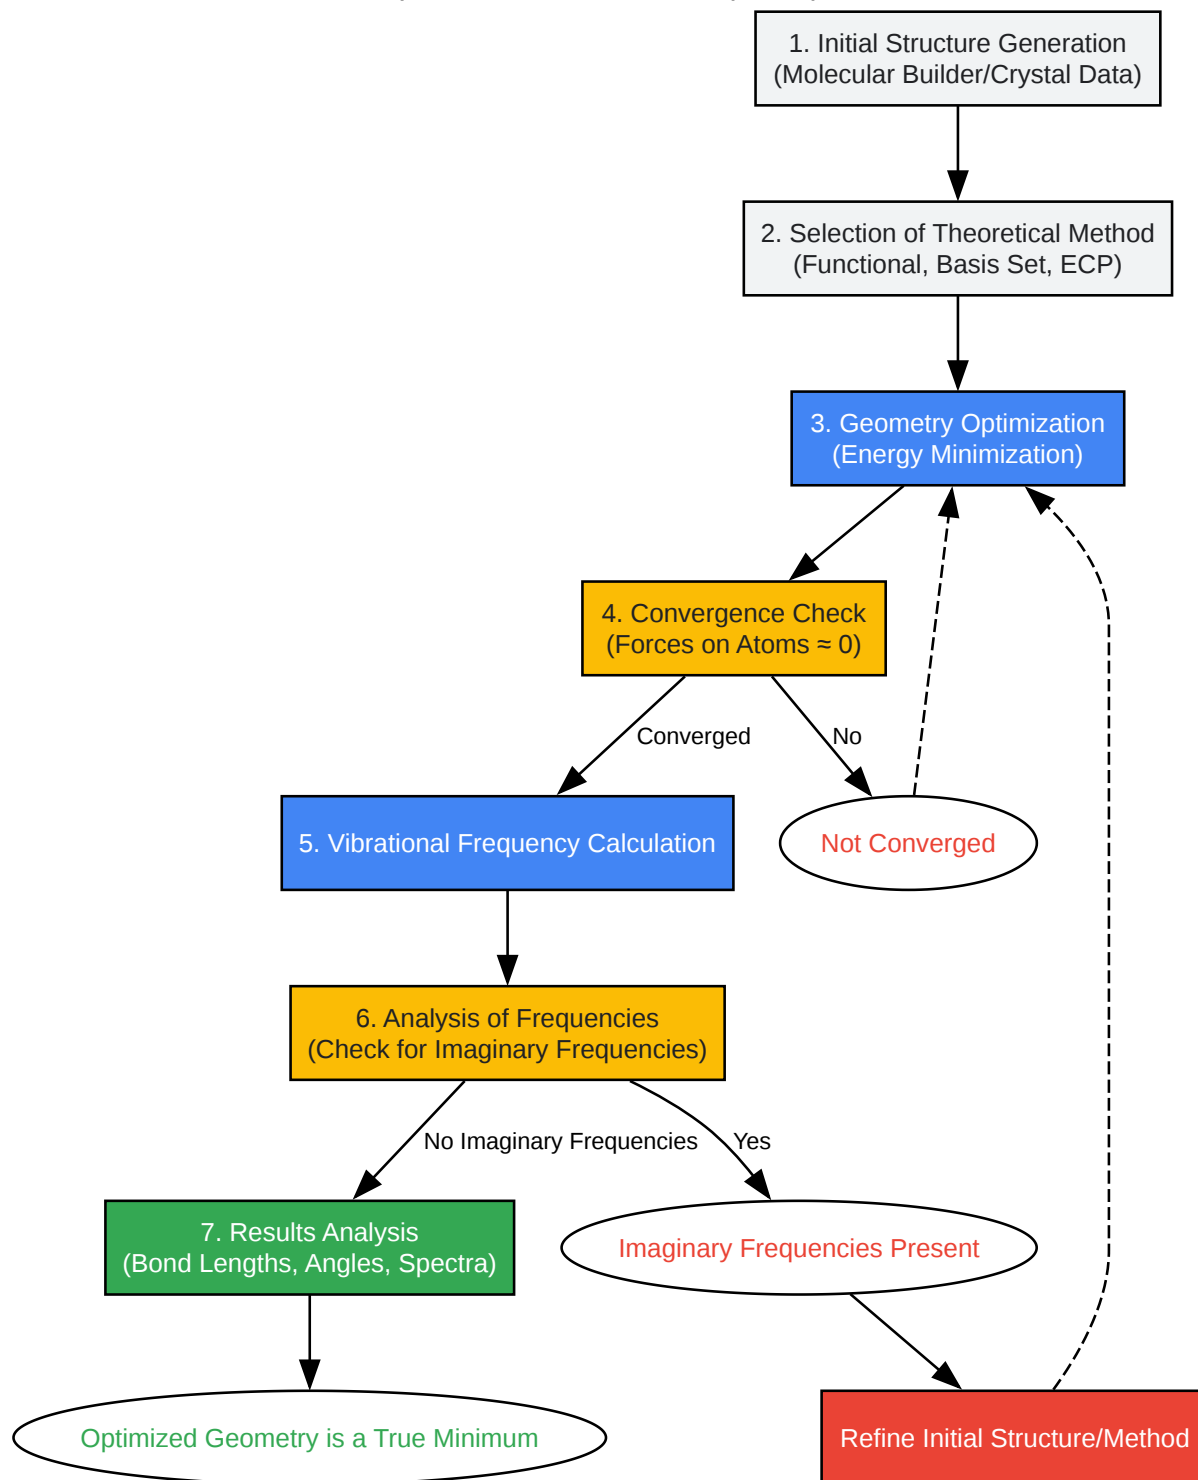 1. Initial Structure Generation
(Molecular Builder/Crystal Data)
2. Selection of Theoretical Method
(Functional, Basis Set, ECP)
3. Geometry Optimization
(Energy Minimization)
4. Convergence Check
(Forces on Atoms ≈ 0)
Converged
No
5. Vibrational Frequency Calculation
Not Converged
6. Analysis of Frequencies
(Check for Imaginary Frequencies)
No Imaginary Frequencies
Yes
7. Results Analysis
(Bond Lengths, Angles, Spectra)
Imaginary Frequencies Present
Optimized Geometry is a True Minimum
Refine Initial Structure/Method